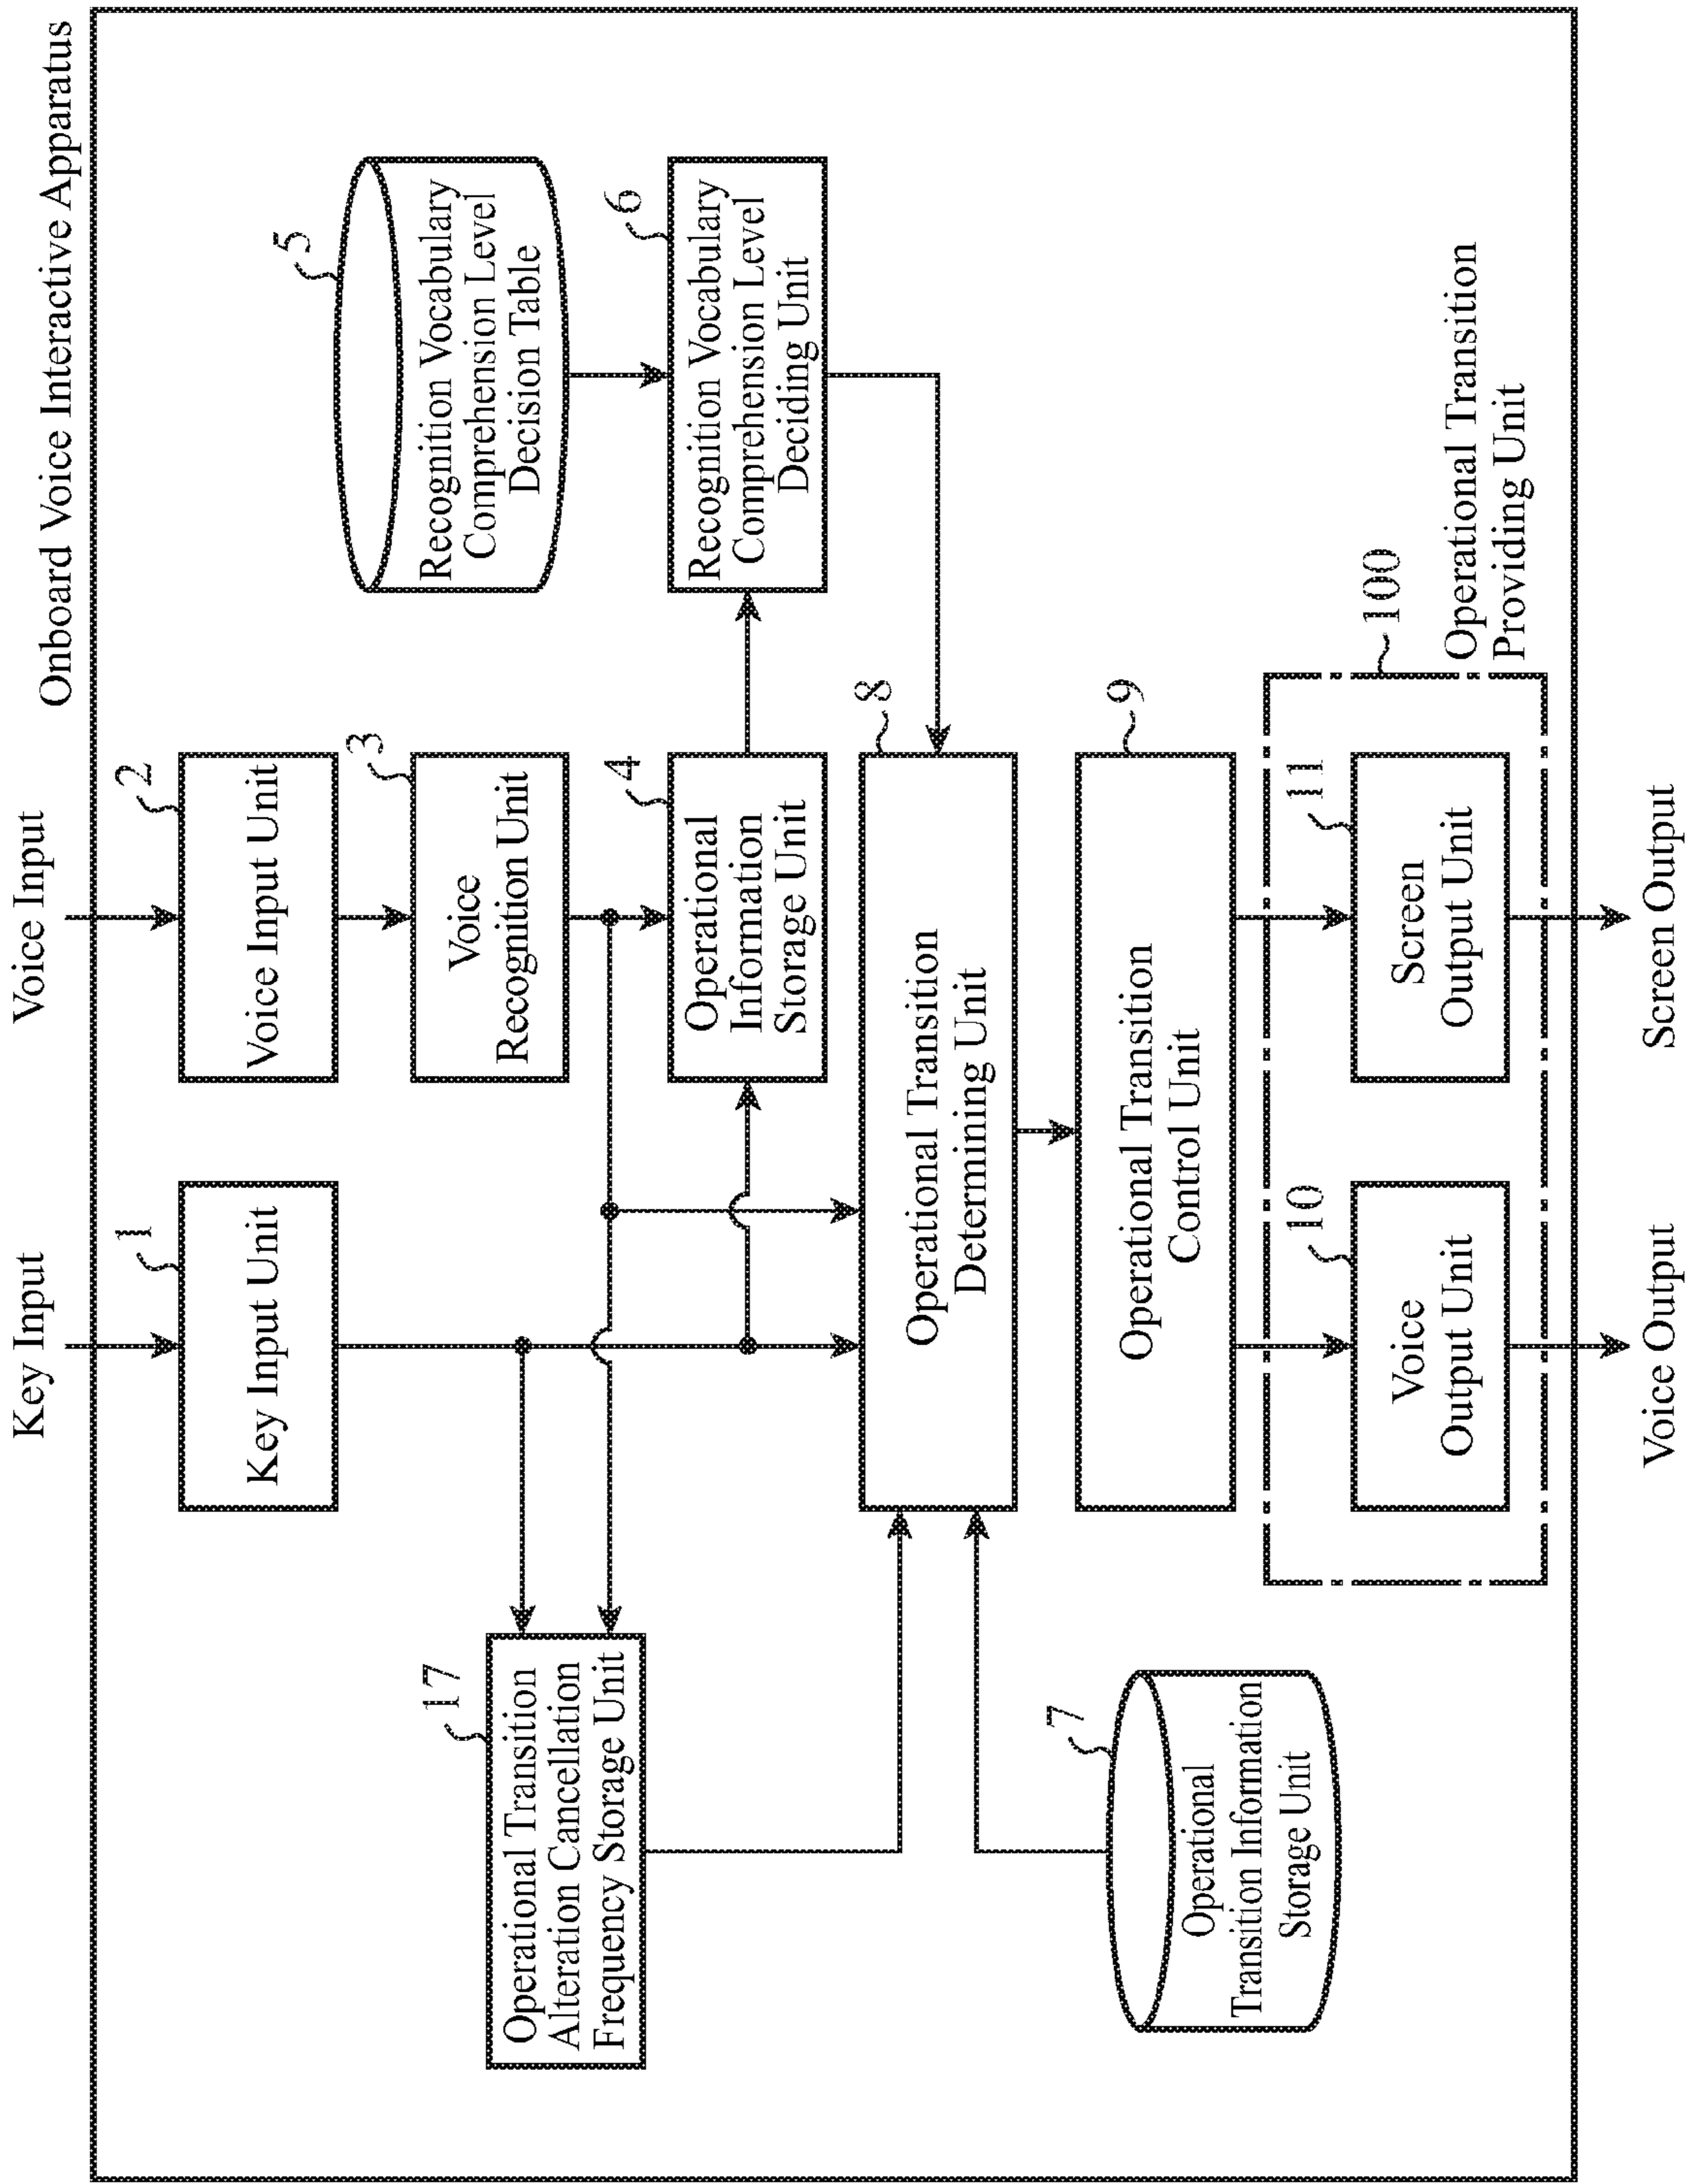 Onboard Voice Interactive Apparatus
Key Input
Voice Input
1
Key Input Unit
2
Voice Input Unit
3
Voice
Recognition Unit
4
Operational
Information
Storage Unit
5
Recognition Vocabulary
Comprehension Level
Decision Table
6
Recognition Vocabulary
Comprehension Level
Deciding Unit
17
Operational Transition
Alteration Cancellation
Frequency Storage Unit
7
Operational
Transition Information
Storage Unit
8
Operational Transition
Determining Unit
9
Operational Transition
Control Unit
10
Voice
Output Unit
11
Screen
Output Unit
100
Operational Transition
Providing Unit
Voice Output
Screen Output